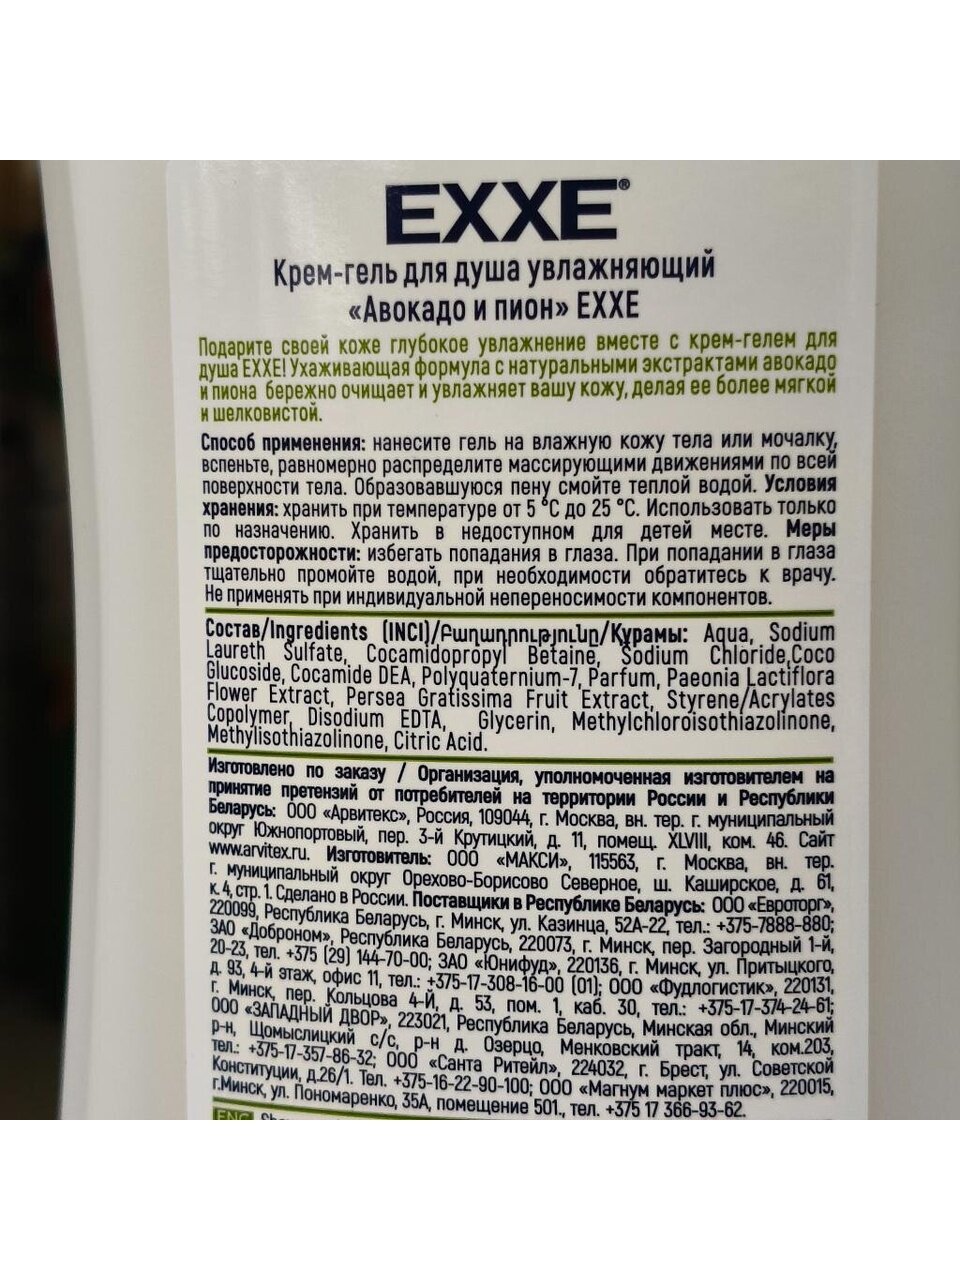 EXXE®
Крем-гель для душа увлажняющий
«Авокадо и пион» EXXE
Подарите своей коже глубокое увлажнение вместе с крем-гелем для
душа EXXE! Ухаживающая формула с натуральными экстрактами авокадо
и пиона бережно очищает и увлажняет вашу кожу, делая ее более мягкой
и шелковистой.
Способ применения: нанесите гель на влажную кожу тела или мочалку,
вспеньте, равномерно распределите массирующими движениями по всей
поверхности тела. Образовавшуюся пену смойте теплой водой. Условия
хранения: хранить при температуре от 5 °C до 25 °C. Использовать только
по назначению. Хранить в недоступном для детей месте. Меры
предосторожности: избегать попадания в глаза. При попадании в глаза
тщательно промойте водой, при необходимости обратитесь к врачу.
Не применять при индивидуальной непереносимости компонентов.
Состав/Ingredients (INCI)/Բաղադրությունը/Құрамы: Aqua, Sodium
Laureth Sulfate, Cocamidopropyl Betaine, Sodium Chloride,Coco
Glucoside, Cocamide DEA, Polyquaternium-7, Parfum, Paeonia Lactiflora
Flower Extract, Persea Gratissima Fruit Extract, Styrene/Acrylates
Copolymer, Disodium EDTA, Glycerin, Methylchloroisothiazolinone,
Methylisothiazolinone, Citric Acid.
Изготовлено по заказу / Организация, уполномоченная изготовителем на
принятие претензий от потребителей на территории России и Республики
Беларусь: ООО «Арвитекс», Россия, 109044, г. Москва, вн. тер. г. муниципальный
округ Южнопортовый, пер. 3-й Крутицкий, д. 11, помещ. XLVIII, ком. 46. Сайт
www.arvitex.ru. Изготовитель: ООО «МАКСИ», 115563, г. Москва, вн. тер.
г. муниципальный округ Орехово-Борисово Северное, ш. Каширское, д. 61,
к. 4, стр. 1. Сделано в России. Поставщики в Республике Беларусь: ООО «Евроторг»,
220099, Республика Беларусь, г. Минск, ул. Казинца, 52А-22, тел.: +375-7888-880;
ЗАО «Доброном», Республика Беларусь, 220073, г. Минск, пер. Загородный 1-й,
20-23, тел. +375 (29) 144-70-00; ЗАО «Юнифуд», 220136, г. Минск, ул. Притыцкого,
д. 93, 4-й этаж, офис 11, тел.: +375-17-308-16-00 (01); ООО «Фудлогистик», 220131,
г. Минск, пер. Кольцова 4-Й, д. 53, пом. 1, каб. 30, тел.: +375-17-374-24-61;
ООО «ЗАПАДНЫЙ ДВОР», 223021, Республика Беларусь, Минская обл., Минский
р-н, Щомыслицкий с/с, р-н д. Озерцо, Менковский тракт, 14, ком.203,
тел.: +375-17-357-86-32; ООО «Санта Ритейл», 224032, г. Брест, ул. Советской
Конституции, д.26/1. Тел. +375-16-22-90-100; ООО «Магнум маркет плюс», 220015,
г.Минск, ул. Пономаренко, 35А, помещение 501., тел. +375 17 366-93-62.
ENG